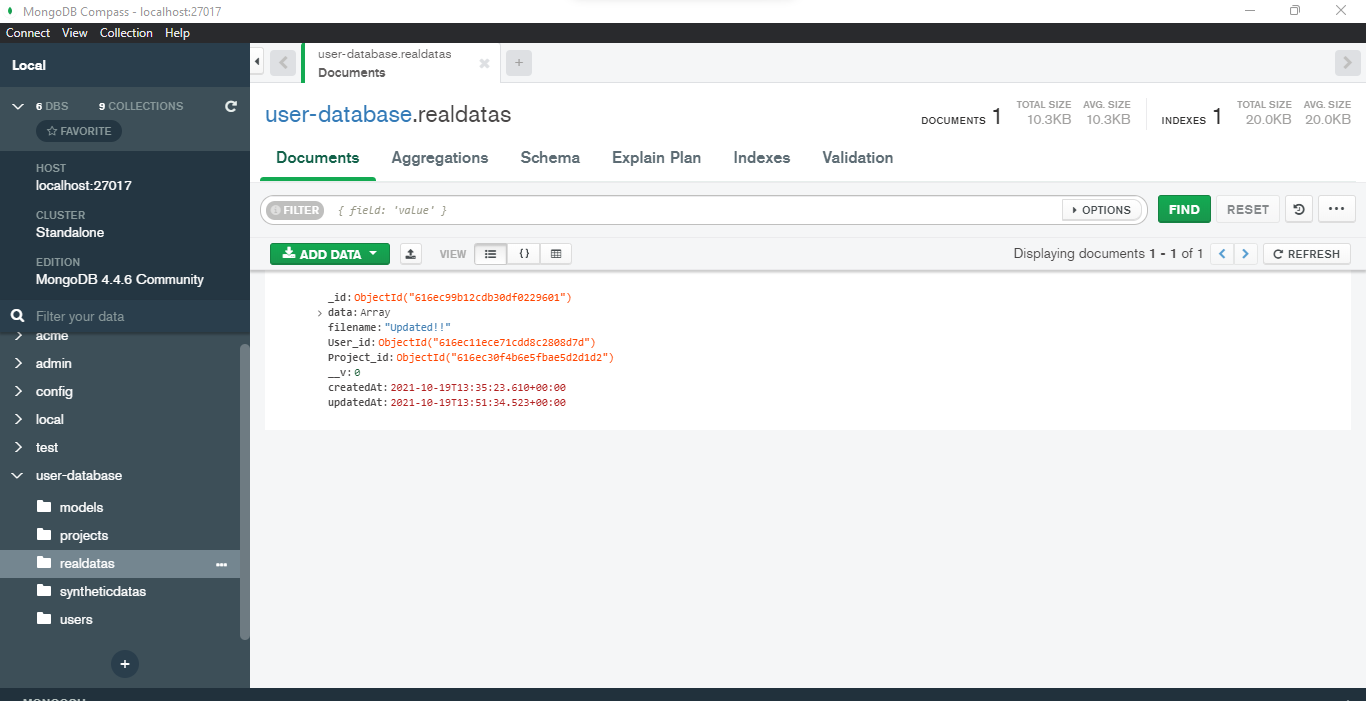 MongoDB Compass - localhost:27017
Connect View Collection Help
Local
6 DBS 9 COLLECTIONS
FAVORITE
HOST
localhost:27017
CLUSTER
Standalone
EDITION
MongoDB 4.4.6 Community
Filter your data
acme
admin
config
local
test
user-database
models
projects
realdatas
syntheticdatas
users
+
MONGOSH
user-database.realdatas
Documents
+
user-database.realdatas
DOCUMENTS 1 TOTAL SIZE 10.3KB AVG. SIZE 10.3KB
INDEXES 1 TOTAL SIZE 20.0KB AVG. SIZE 20.0KB
Documents Aggregations Schema Explain Plan Indexes Validation
FILTER { field: 'value' } OPTIONS FIND RESET ...
ADD DATA VIEW {} Displaying documents 1 - 1 of 1 REFRESH
_id: ObjectId("616ec99b12cdb30df0229601")
data: Array
filename: "Updated!!"
User_id: ObjectId("616ec11ece71cdd8c2808d7d")
Project_id: ObjectId("616ec30f4b6e5fbae5d2d1d2")
__v: 0
createdAt: 2021-10-19T13:35:23.610+00:00
updatedAt: 2021-10-19T13:51:34.523+00:00